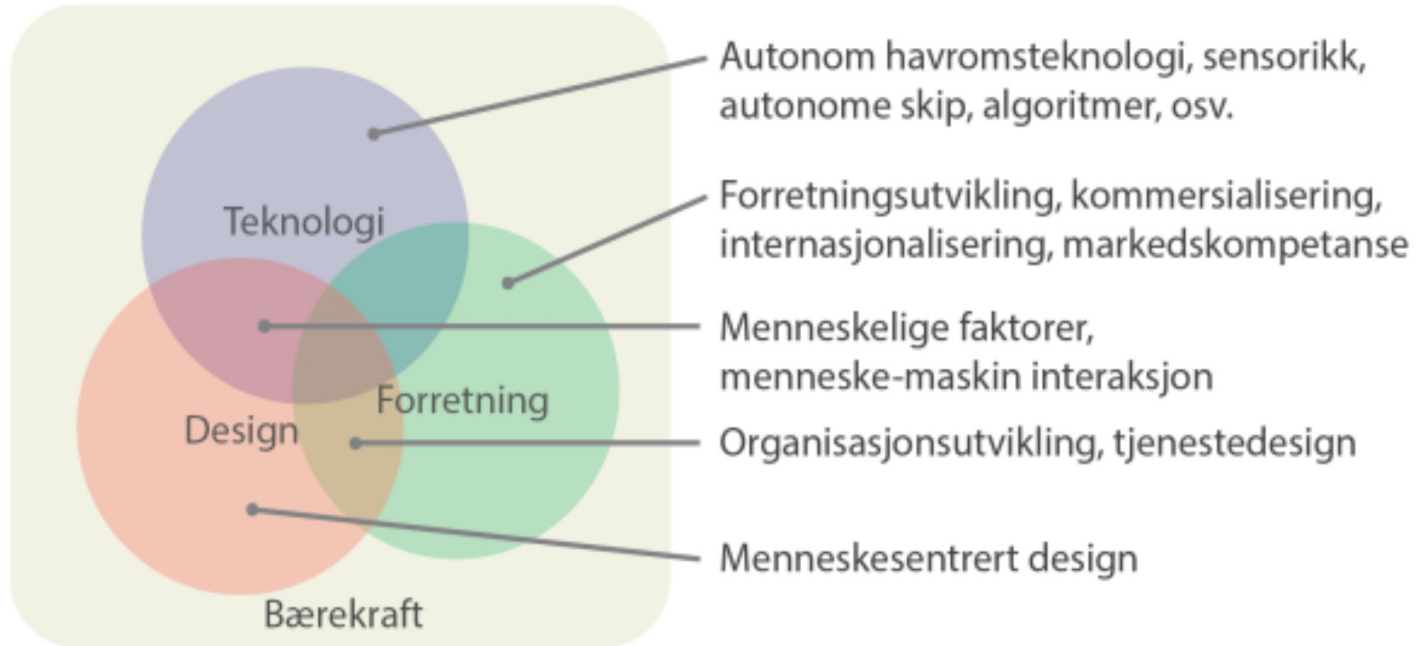 Teknologi
Forretning
Design
Bærekraft
Autonom havromsteknologi, sensorikk,
autonome skip, algoritmer, osv.
Forretningsutvikling, kommersialisering,
internasjonalisering, markedskompetanse
Menneskelige faktorer,
menneske-maskin interaksjon
Organisasjonsutvikling, tjenestedesign
Menneskesentrert design